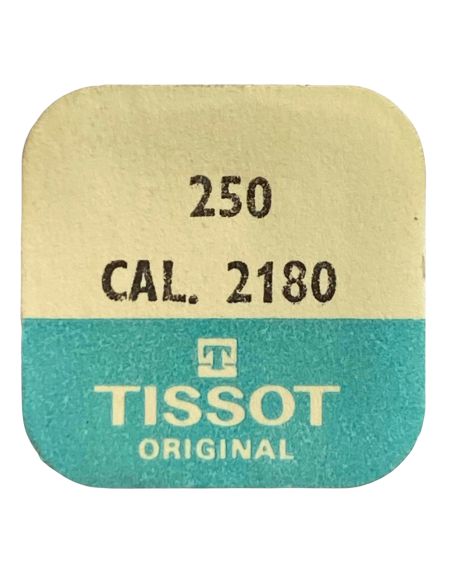 250
CAL. 2180
T
TISSOT
ORIGINAL